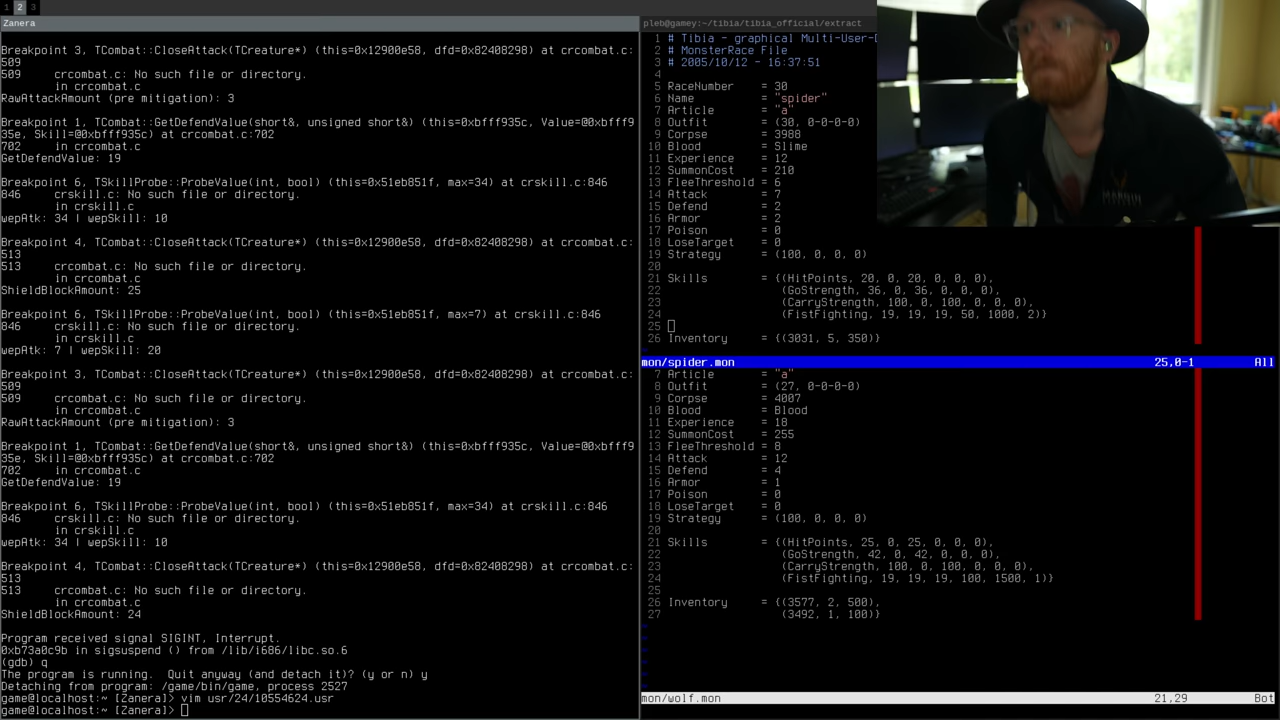 1 2 3
Zanera
Breakpoint 3, TCombat::CloseAttack(TCreature*) (this=0x12900e58, dfd=0x82408298) at crcombat.c:
509
509     crcombat.c: No such file or directory.
        in crcombat.c
RawAttackAmount (pre mitigation): 3
Breakpoint 1, TCombat::GetDefendValue(short&, unsigned short&) (this=0xbfff935c, Value=@0xbfff9
35e, Skill=@0xbfff935c) at crcombat.c:702
702     in crcombat.c
GetDefendValue: 19
Breakpoint 6, TSkillProbe::ProbeValue(int, bool) (this=0x51eb851f, max=34) at crskill.c:846
846     crskill.c: No such file or directory.
        in crskill.c
wepAtk: 34 | wepSkill: 10
Breakpoint 4, TCombat::CloseAttack(TCreature*) (this=0x12900e58, dfd=0x82408298) at crcombat.c:
513
513     crcombat.c: No such file or directory.
        in crcombat.c
ShieldBlockAmount: 25
Breakpoint 6, TSkillProbe::ProbeValue(int, bool) (this=0x51eb851f, max=7) at crskill.c:846
846     crskill.c: No such file or directory.
        in crskill.c
wepAtk: 7 | wepSkill: 20
Breakpoint 3, TCombat::CloseAttack(TCreature*) (this=0x12900e58, dfd=0x82408298) at crcombat.c:
509
509     crcombat.c: No such file or directory.
        in crcombat.c
RawAttackAmount (pre mitigation): 3
Breakpoint 1, TCombat::GetDefendValue(short&, unsigned short&) (this=0xbfff935c, Value=@0xbfff9
35e, Skill=@0xbfff935c) at crcombat.c:702
702     in crcombat.c
GetDefendValue: 19
Breakpoint 6, TSkillProbe::ProbeValue(int, bool) (this=0x51eb851f, max=34) at crskill.c:846
846     crskill.c: No such file or directory.
        in crskill.c
wepAtk: 34 | wepSkill: 10
Breakpoint 4, TCombat::CloseAttack(TCreature*) (this=0x12900e58, dfd=0x82408298) at crcombat.c:
513
513     crcombat.c: No such file or directory.
        in crcombat.c
ShieldBlockAmount: 24
Program received signal SIGINT, Interrupt.
0xb73a0c9b in sigsuspend () from /lib/i686/libc.so.6
(gdb) q
The program is running.  Quit anyway (and detach it)? (y or n) y
Detaching from program: /game/bin/game, process 2527
game@localhost:~ [Zanera]> vim usr/24/10554624.usr
game@localhost:~ [Zanera]>
pleb@gamey:~/tibia/tibia_official/extract
1 # Tibia - graphical Multi-User-D
2 # MonsterRace File
3 # 2005/10/12 - 16:37:51
4
5 RaceNumber    = 30
6 Name          = "spider"
7 Article       = "a"
8 Outfit        = (30, 0-0-0-0)
9 Corpse        = 3988
10 Blood         = Slime
11 Experience    = 12
12 SummonCost    = 210
13 FleeThreshold = 6
14 Attack        = 7
15 Defend        = 2
16 Armor         = 2
17 Poison        = 0
18 LoseTarget    = 0
19 Strategy      = (100, 0, 0, 0)
20
21 Skills        = {(HitPoints, 20, 0, 20, 0, 0, 0),
22                  (GoStrength, 36, 0, 36, 0, 0, 0),
23                  (CarryStrength, 100, 0, 100, 0, 0, 0),
24                  (FistFighting, 19, 19, 19, 50, 1000, 2)}
25
26 Inventory     = {(3031, 5, 350)}
mon/spider.mon 25,0-1 All
7 Article       = "a"
8 Outfit        = (27, 0-0-0-0)
9 Corpse        = 4007
10 Blood         = Blood
11 Experience    = 18
12 SummonCost    = 255
13 FleeThreshold = 8
14 Attack        = 12
15 Defend        = 4
16 Armor         = 1
17 Poison        = 0
18 LoseTarget    = 0
19 Strategy      = (100, 0, 0, 0)
20
21 Skills        = {(HitPoints, 25, 0, 25, 0, 0, 0),
22                  (GoStrength, 42, 0, 42, 0, 0, 0),
23                  (CarryStrength, 100, 0, 100, 0, 0, 0),
24                  (FistFighting, 19, 19, 19, 100, 1500, 1)}
25
26 Inventory     = {(3577, 2, 500),
27                  (3492, 1, 100)}
~
~
~
~
~
~
mon/wolf.mon 21,29 Bot